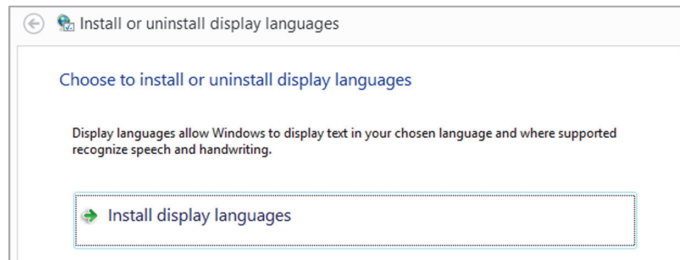 Install or uninstall display languages
Choose to install or uninstall display languages
Display languages allow Windows to display text in your chosen language and where supported
recognize speech and handwriting.
Install display languages